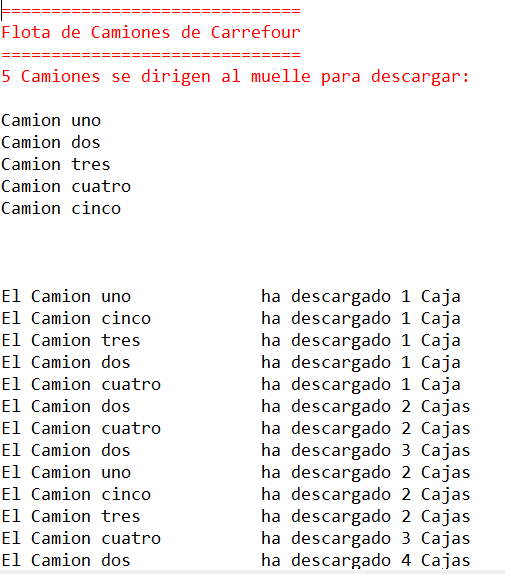 ==============================
Flota de Camiones de Carrefour
==============================
5 Camiones se dirigen al muelle para descargar:
Camion uno
Camion dos
Camion tres
Camion cuatro
Camion cinco
El Camion uno             ha descargado 1 Caja
El Camion cinco           ha descargado 1 Caja
El Camion tres            ha descargado 1 Caja
El Camion dos             ha descargado 1 Caja
El Camion cuatro          ha descargado 1 Caja
El Camion dos             ha descargado 2 Cajas
El Camion cuatro          ha descargado 2 Cajas
El Camion dos             ha descargado 3 Cajas
El Camion uno             ha descargado 2 Cajas
El Camion cinco           ha descargado 2 Cajas
El Camion tres            ha descargado 2 Cajas
El Camion cuatro          ha descargado 3 Cajas
El Camion dos             ha descargado 4 Cajas